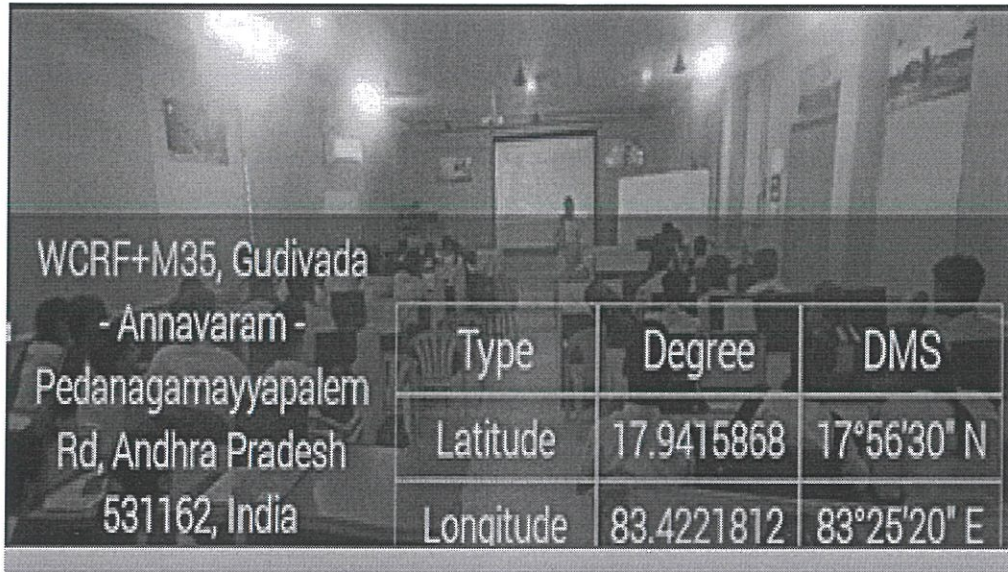 WCRF+M35, Gudivada
- Annavaram -
Pedanagamayyapalem
Rd, Andhra Pradesh
531162, India
Type Degree DMS
Latitude 17.9415868 17°56'30" N
Longitude 83.4221812 83°25'20" E